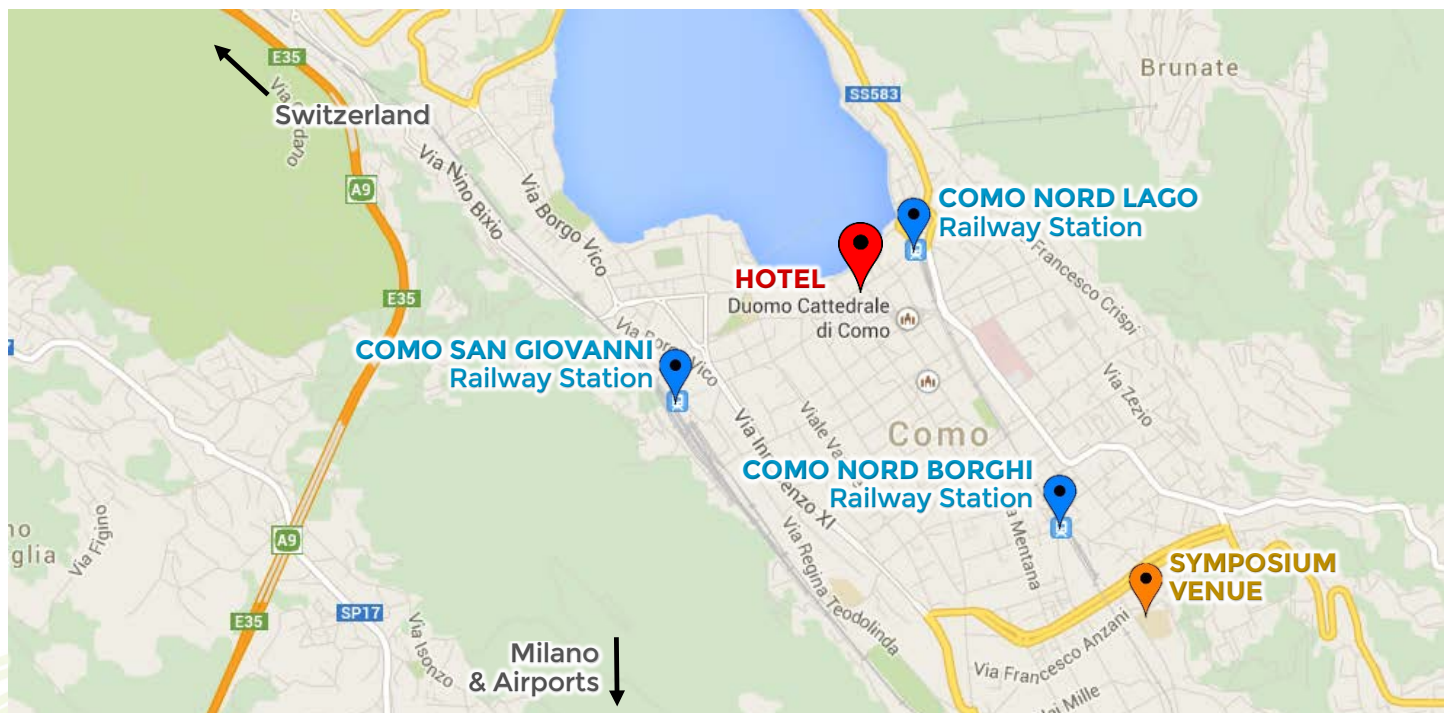 E35
Brunate
Switzerland
SS583
Via Nino Bixio
A9
Via Borgo Vico
COMO NORD LAGO
Railway Station
Francesco Crispi
HOTEL
Duomo Cattedrale
di Como
E35
Via Borgo Vico
COMO SAN GIOVANNI
Railway Station
Via Zezio
Como
Viale Va
Via Innocenzo XI
COMO NORD BORGHI
Railway Station
Via Figino
A9
Mentana
Via Regina Teodolinda
SYMPOSIUM
VENUE
E35
SP17
Via Isonzo
Milano
& Airports
Via Francesco Anzani
dei Mille